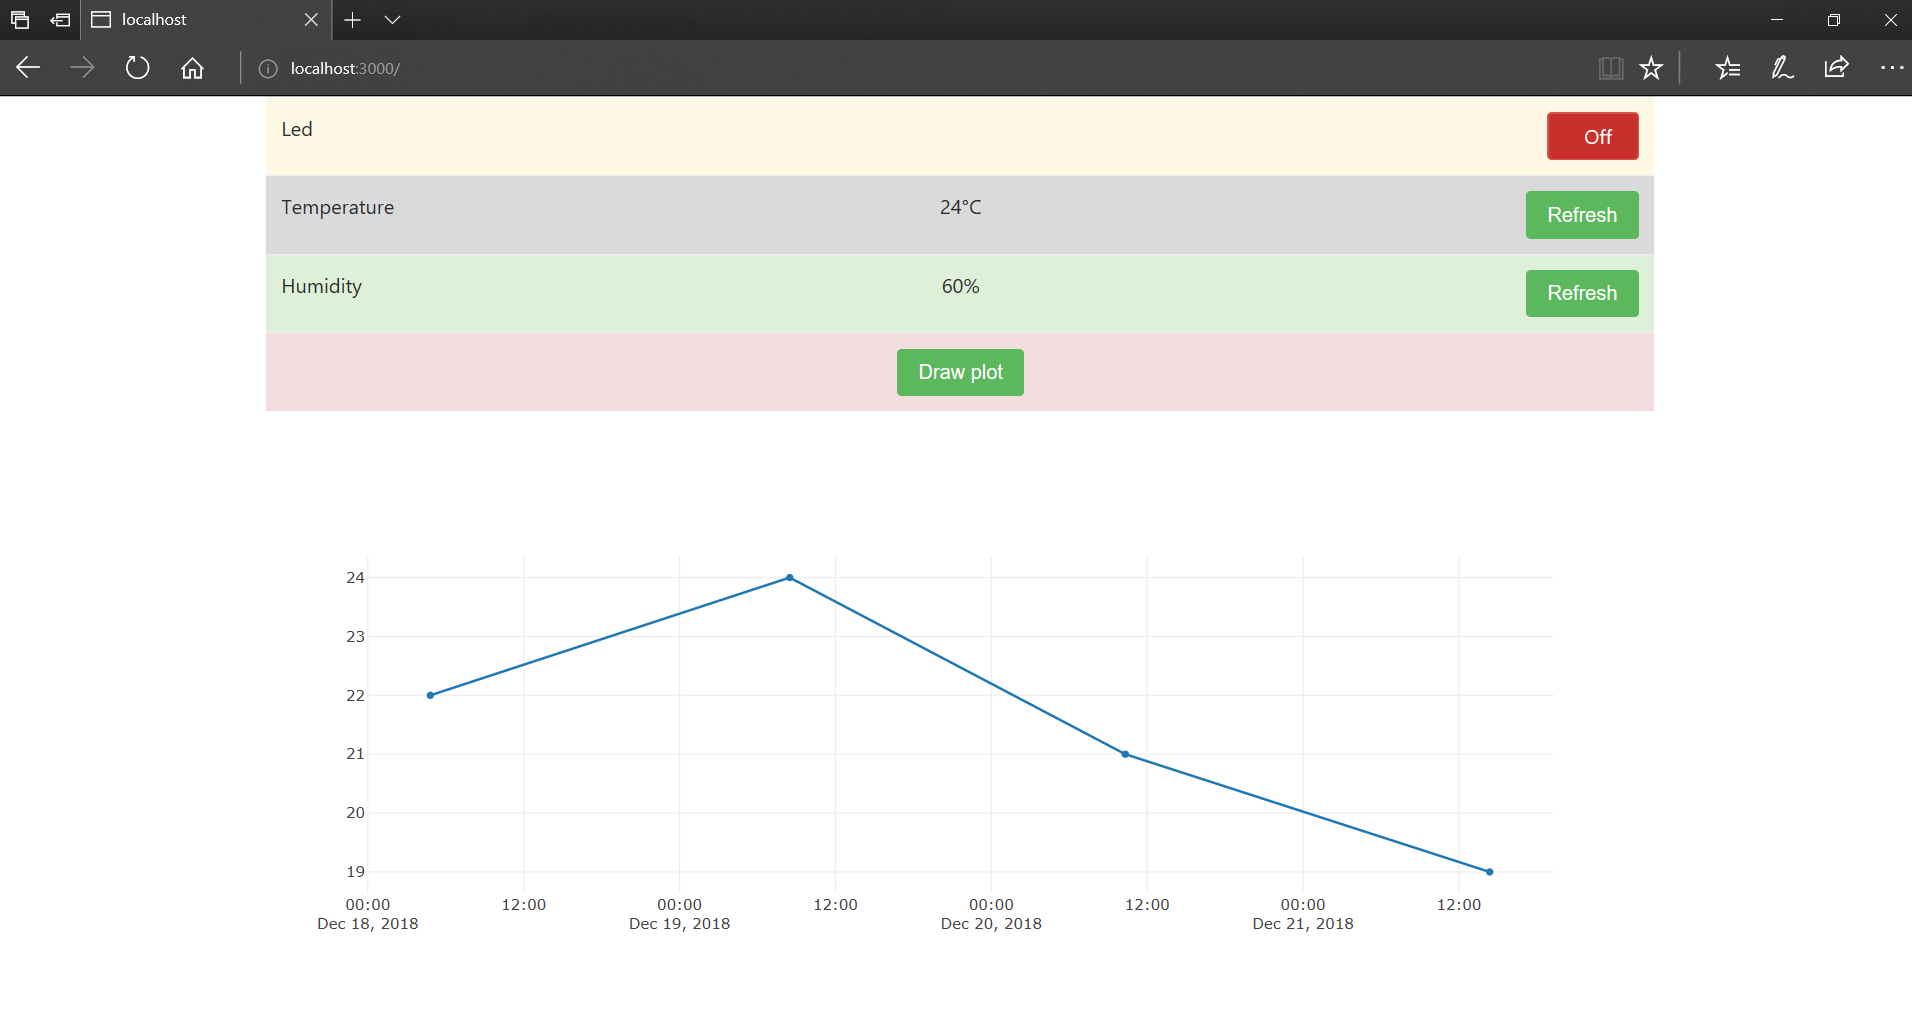 localhost
localhost:3000/
Led Off
Temperature 24°C Refresh
Humidity 60% Refresh
Draw plot
24
23
22
21
20
19
00:00 12:00 00:00 12:00 00:00 12:00 00:00 12:00
Dec 18, 2018 Dec 19, 2018 Dec 20, 2018 Dec 21, 2018